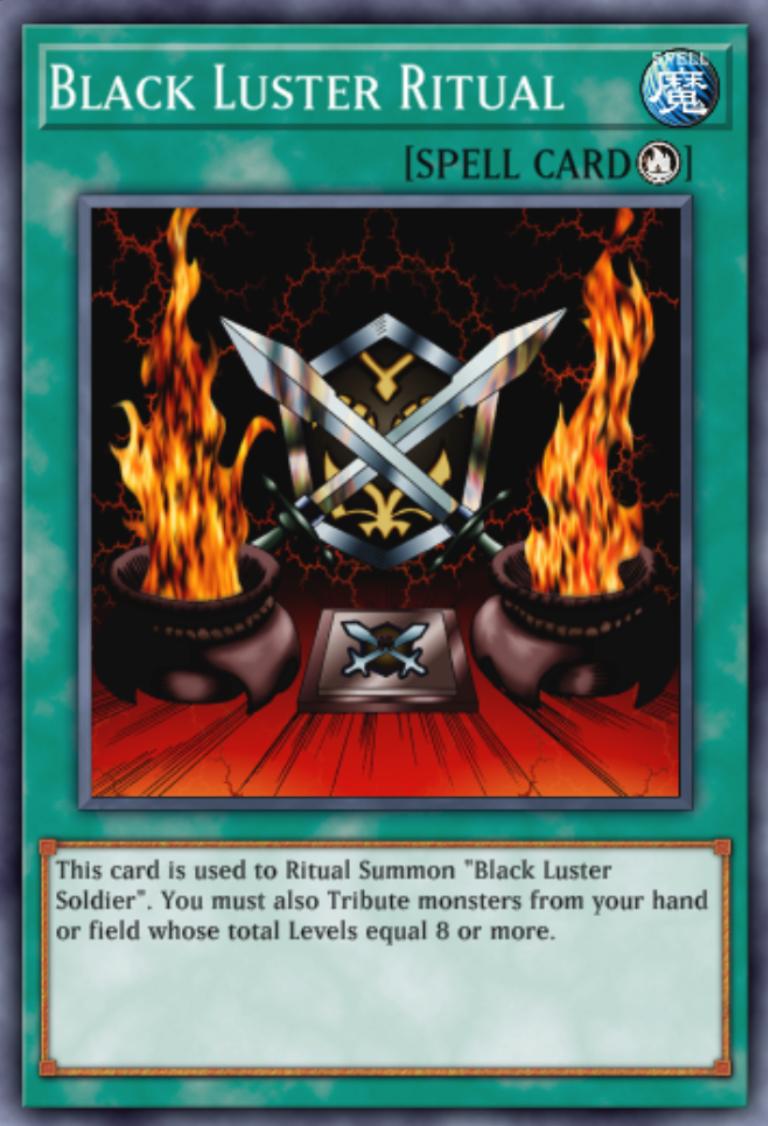 BLACK LUSTER RITUAL
SPELL
魔
[SPELL CARD]
This card is used to Ritual Summon "Black Luster
Soldier". You must also Tribute monsters from your hand
or field whose total Levels equal 8 or more.